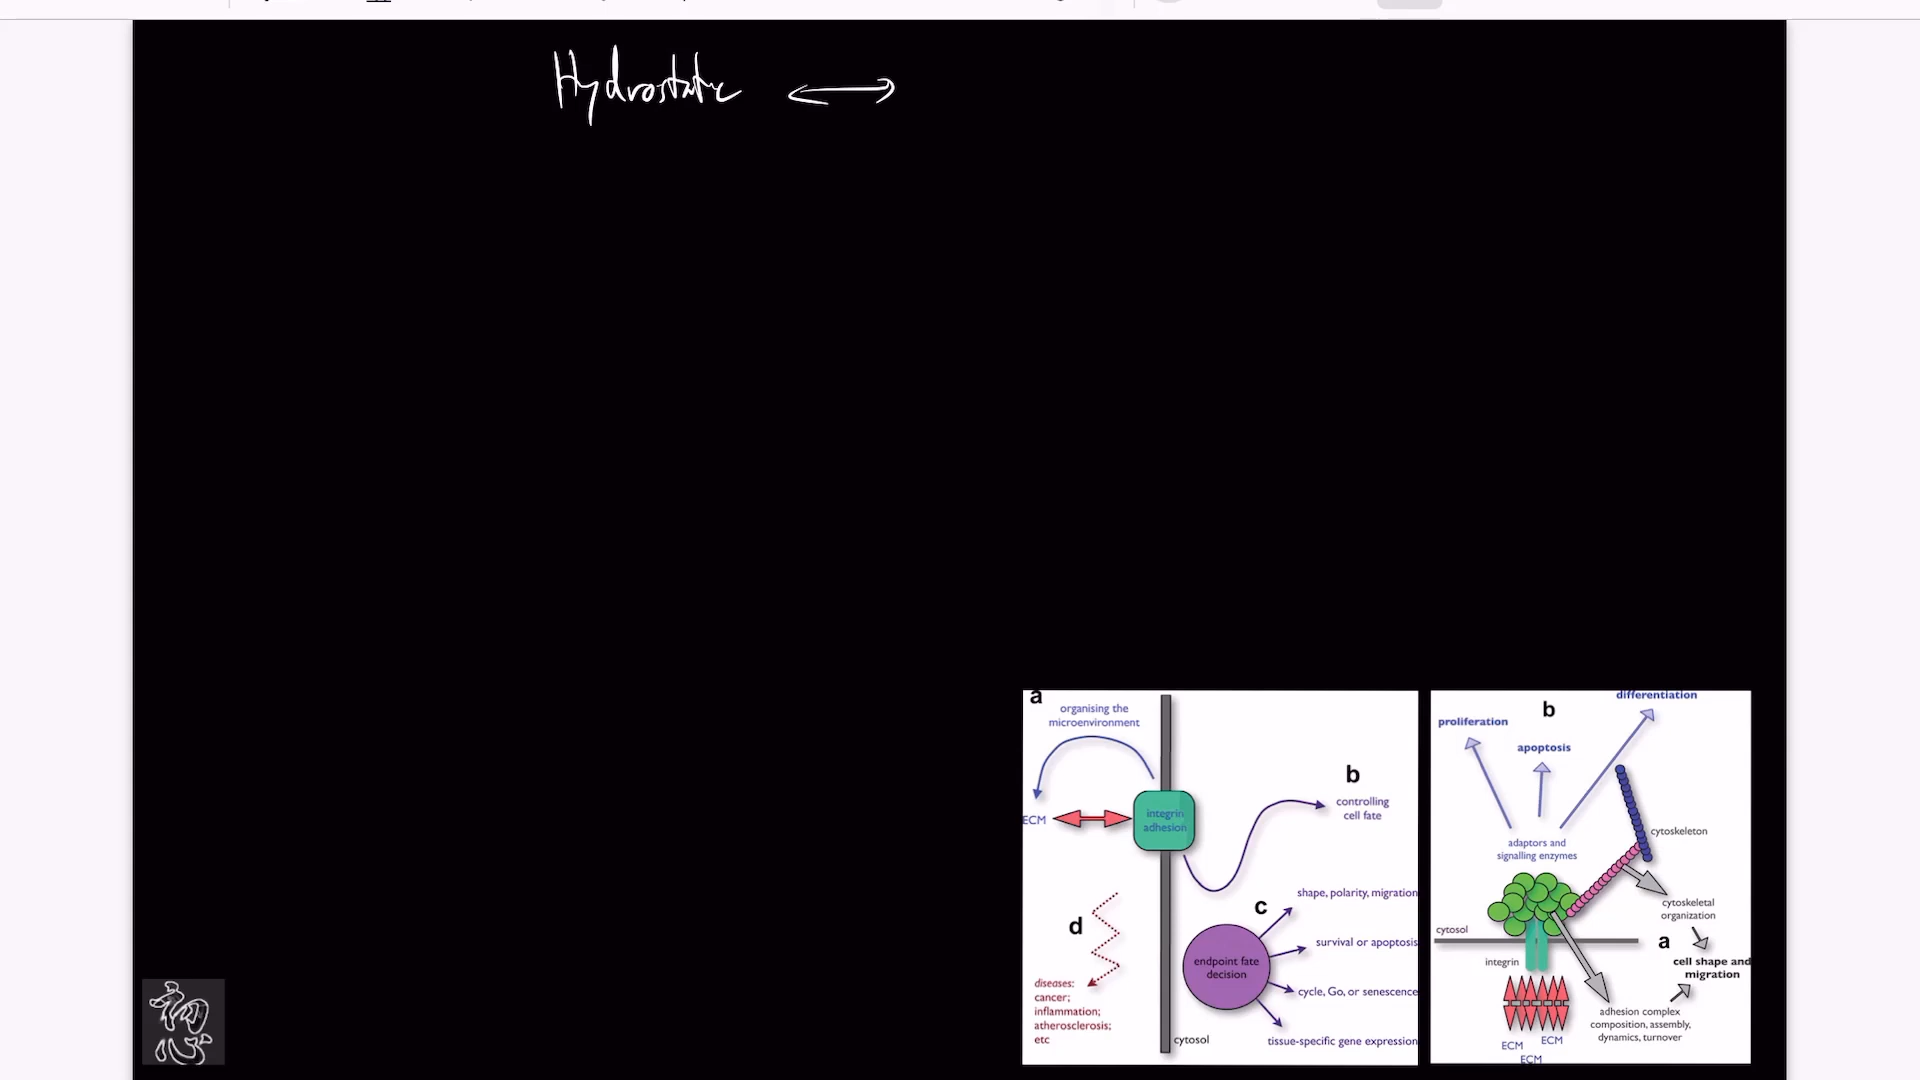 Hydrostatic
a
organising the
microenvironment
ECM
integrin
adhesion
b
controlling
cell fate
c
shape, polarity, migration
survival or apoptosis
endpoint fate
decision
cycle, Go, or senescence
tissue-specific gene expression
d
diseases:
cancer;
inflammation;
atherosclerosis;
etc
cytosol
differentiation
b
proliferation
apoptosis
cytoskeleton
adaptors and
signalling enzymes
cytoskeletal
organization
cytosol
a
integrin
cell shape and
migration
adhesion complex
composition, assembly,
dynamics, turnover
ECM
ECM
ECM
初心